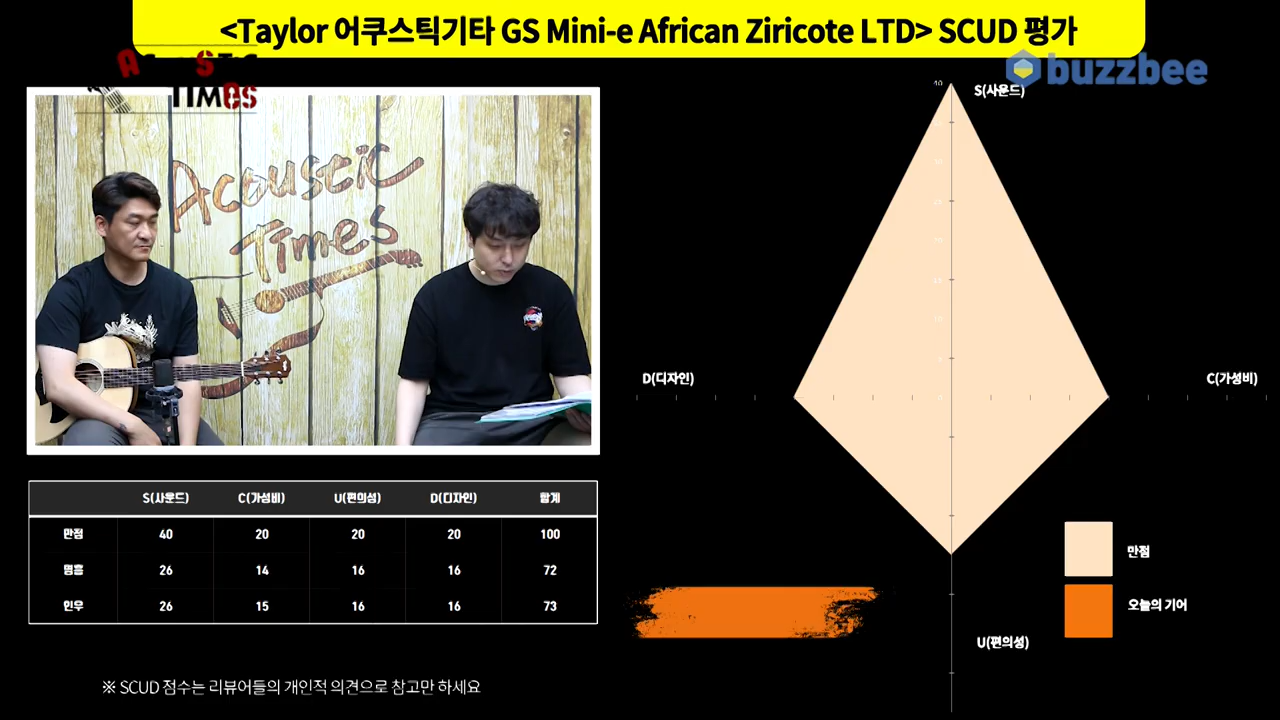 <Taylor 어쿠스틱기타 GS Mini-e African Ziricote LTD> SCUD 평가
AcouSTic
TIMES
buzzbee
Acoustic
Times
S(사운드)
D(디자인)
C(가성비)
U(편의성)
만점
오늘의 기어
S(사운드) C(가성비) U(편의성) D(디자인) 합계
만점 40 20 20 20 100
명흠 26 14 16 16 72
인우 26 15 16 16 73
※ SCUD 점수는 리뷰어들의 개인적 의견으로 참고만 하세요